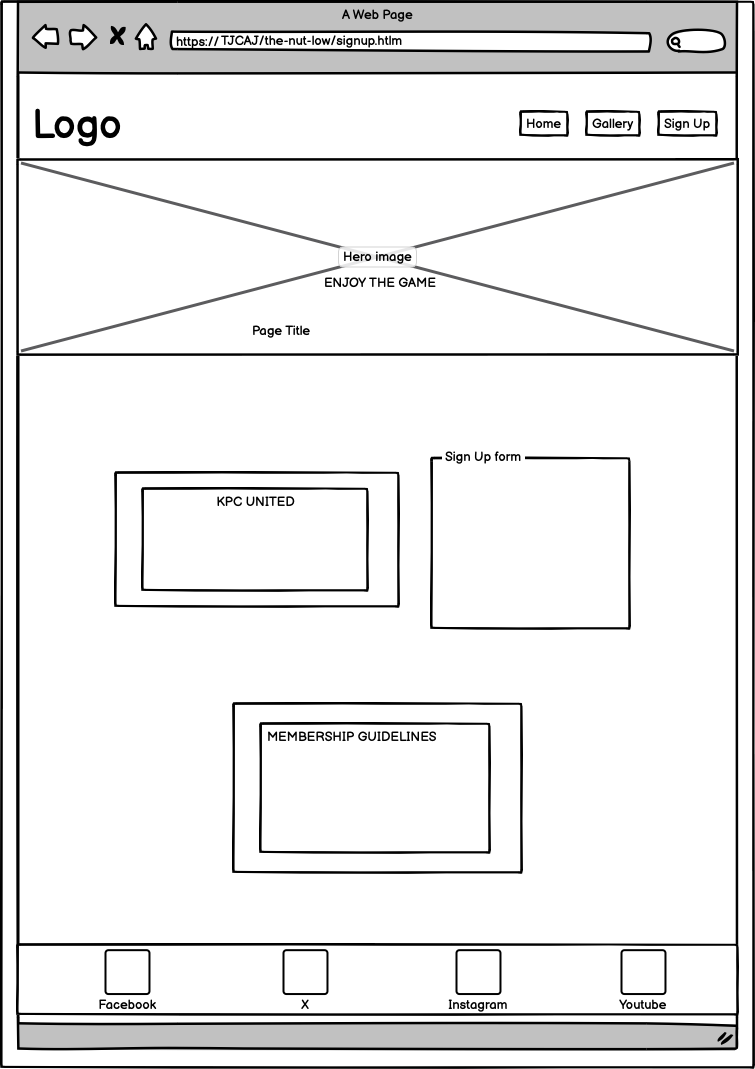 A Web Page
https:// TJCAJ/the-nut-low/signup.htlm
Logo
Home
Gallery
Sign Up
Hero image
ENJOY THE GAME
Page Title
Sign Up form
KPC UNITED
MEMBERSHIP GUIDELINES
Facebook
X
Instagram
Youtube